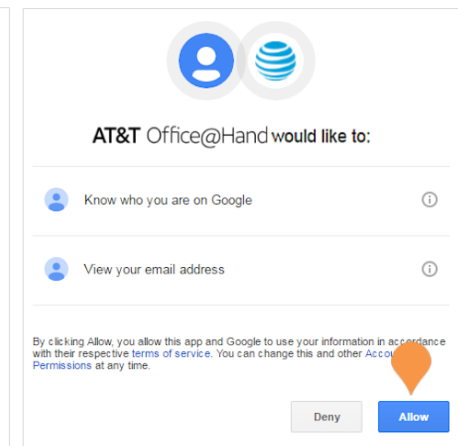 AT&T Office@Hand would like to:
Know who you are on Google
View your email address
By clicking Allow, you allow this app and Google to use your information in accordance
with their respective terms of service. You can change this and other
Permissions at any time.
Deny
Allow